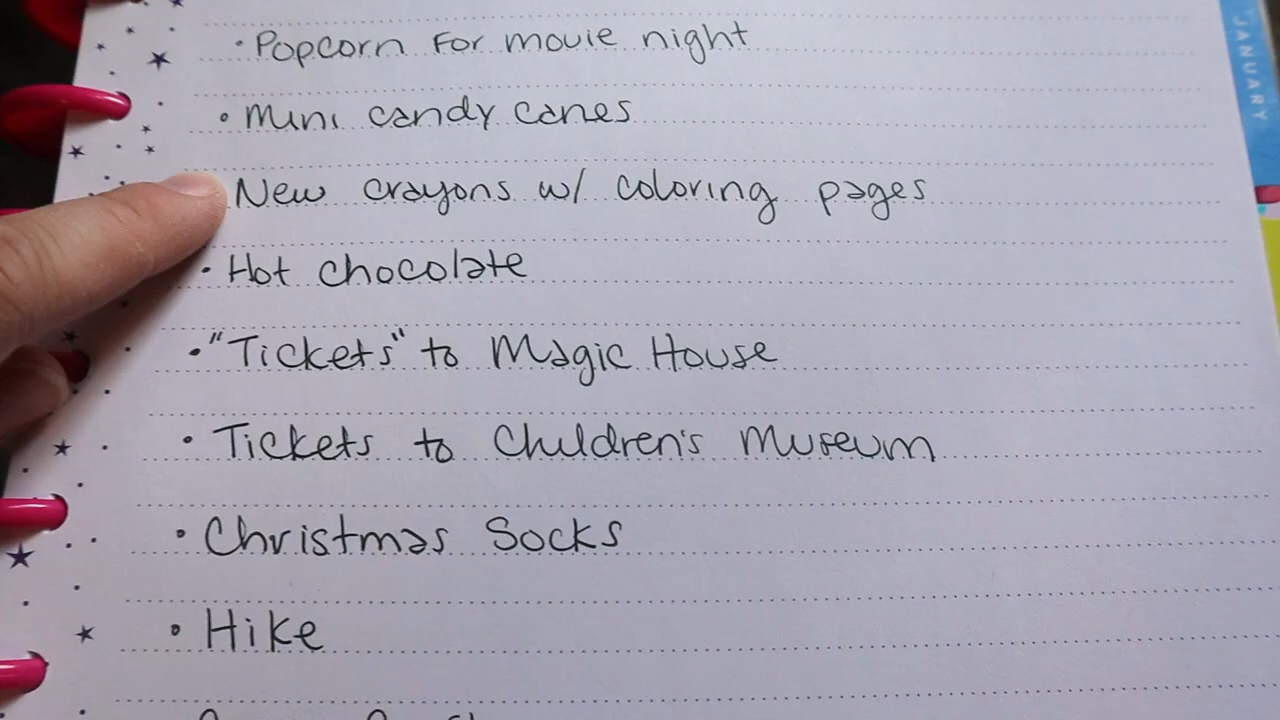 • Popcorn For movie night
• Mini candy canes
New crayons w/ coloring pages
• Hot chocolate
• "Tickets" to Magic House
• Tickets to Children's Museum
• Christmas Socks
• Hike
JANUARY